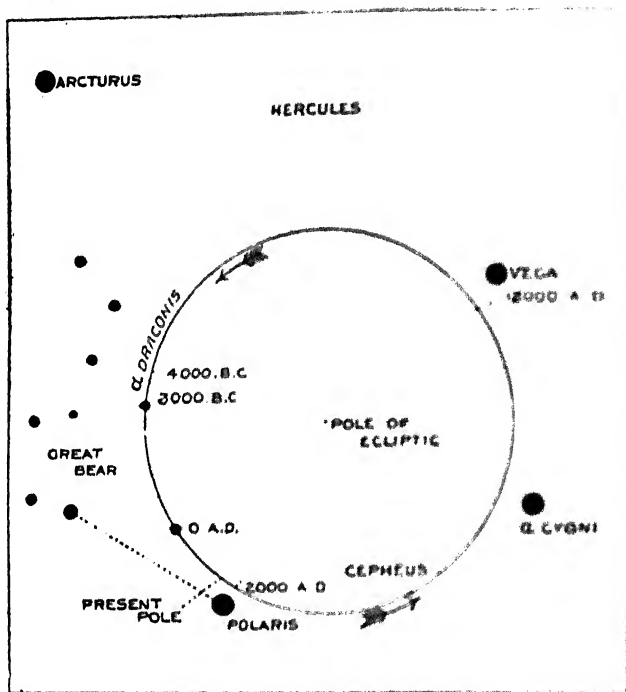 ARCTURUS
HERCULES
VEGA
12000 A D
α DRACONIS
4000. B.C
3000. B.C
POLE OF
ECLIPTIC
GREAT
BEAR
α CYGNI
0 A.D.
CEPHEUS
2000 A D
PRESENT
POLE
POLARIS